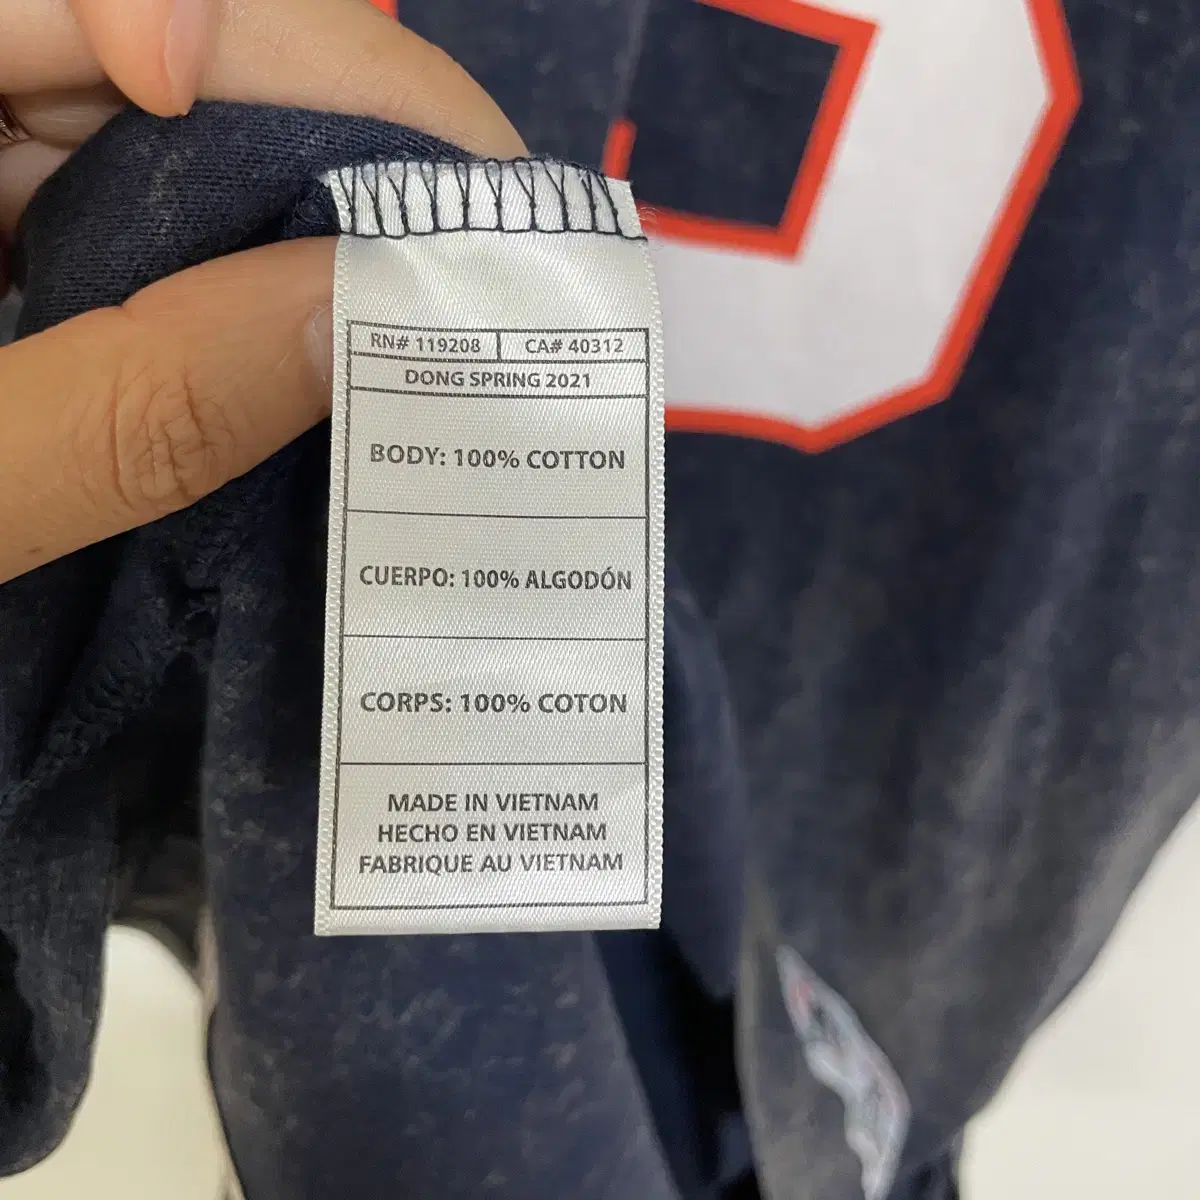 RN# 119208 CA# 40312
DONG SPRING 2021
BODY: 100% COTTON
CUERPO: 100% ALGODÓN
CORPS: 100% COTON
MADE IN VIETNAM
HECHO EN VIETNAM
FABRIQUE AU VIETNAM